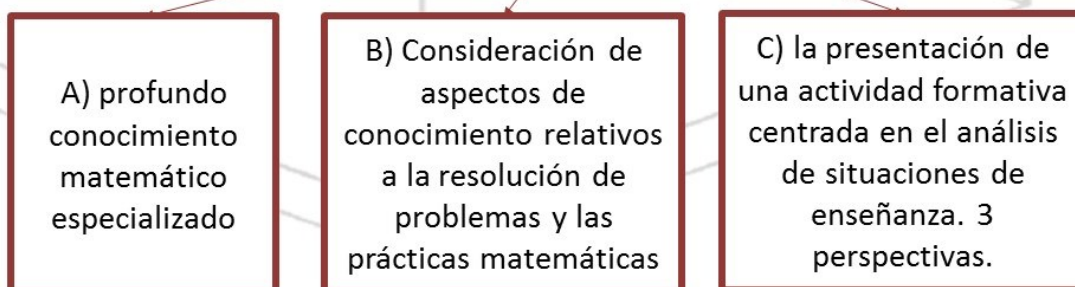 A) profundo
conocimiento
matemático
especializado
B) Consideración de
aspectos de
conocimiento relativos
a la resolución de
problemas y las
prácticas matemáticas
C) la presentación de
una actividad formativa
centrada en el análisis
de situaciones de
enseñanza. 3
perspectivas.